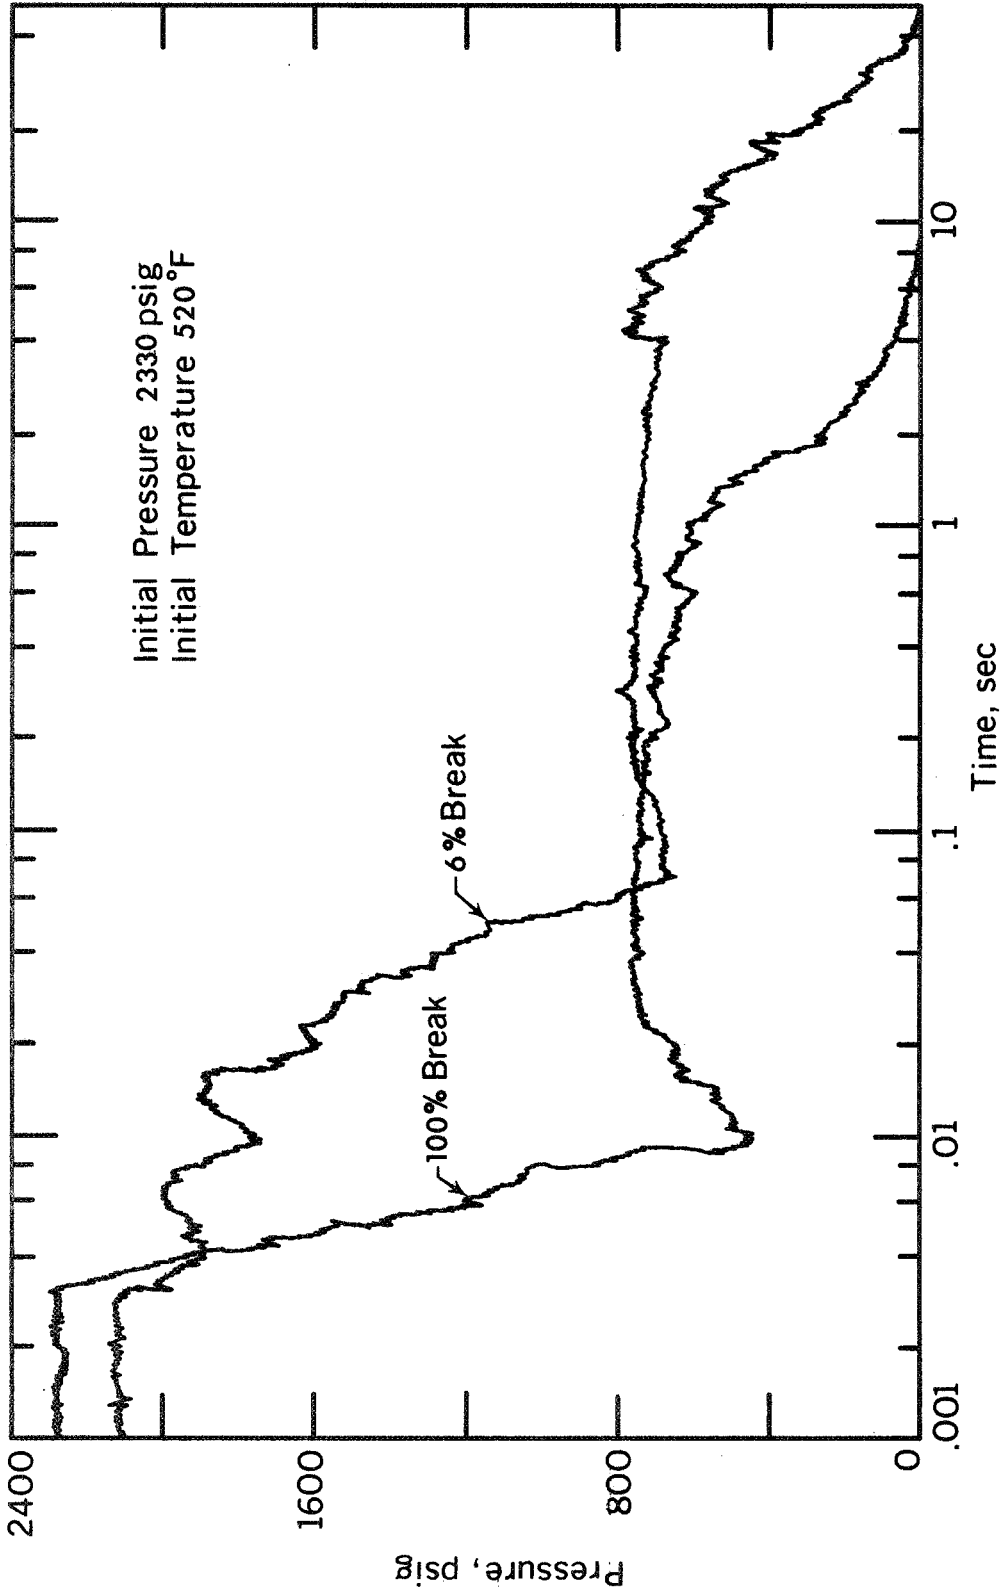 Initial Pressure 2330 psig
Initial Temperature 520°F
6% Break
100% Break
2400
1600
800
0
Pressure, psig
.001
.01
.1
1
10
Time, sec